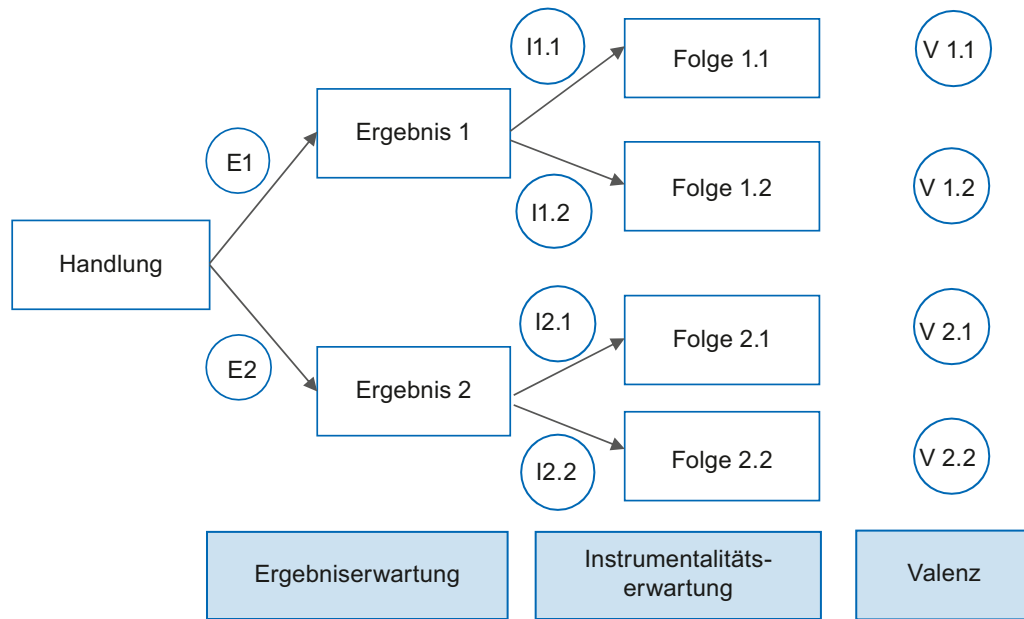 I1.1
Folge 1.1
V 1.1
Ergebnis 1
E1
I1.2
Folge 1.2
V 1.2
Handlung
I2.1
Folge 2.1
V 2.1
E2
Ergebnis 2
I2.2
Folge 2.2
V 2.2
Ergebniserwartung
Instrumentalitäts-
erwartung
Valenz